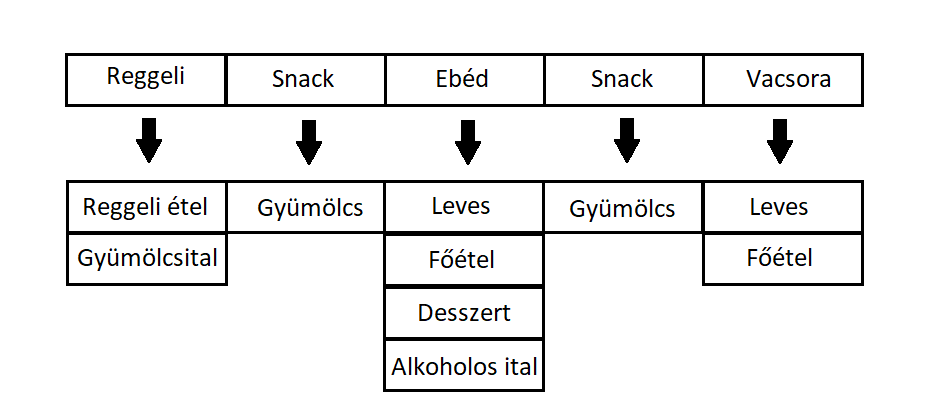 Reggeli
Snack
Ebéd
Snack
Vacsora
Reggeli étel
Gyümölcs
Leves
Gyümölcs
Leves
Gyümölcsital
Főétel
Főétel
Desszert
Alkoholos ital